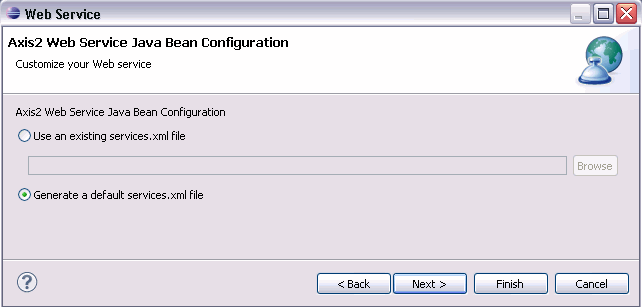 Web Service
Axis2 Web Service Java Bean Configuration
Customize your Web service
Axis2 Web Service Java Bean Configuration
Use an existing services.xml file
Browse
Generate a default services.xml file
? < Back Next > Finish Cancel